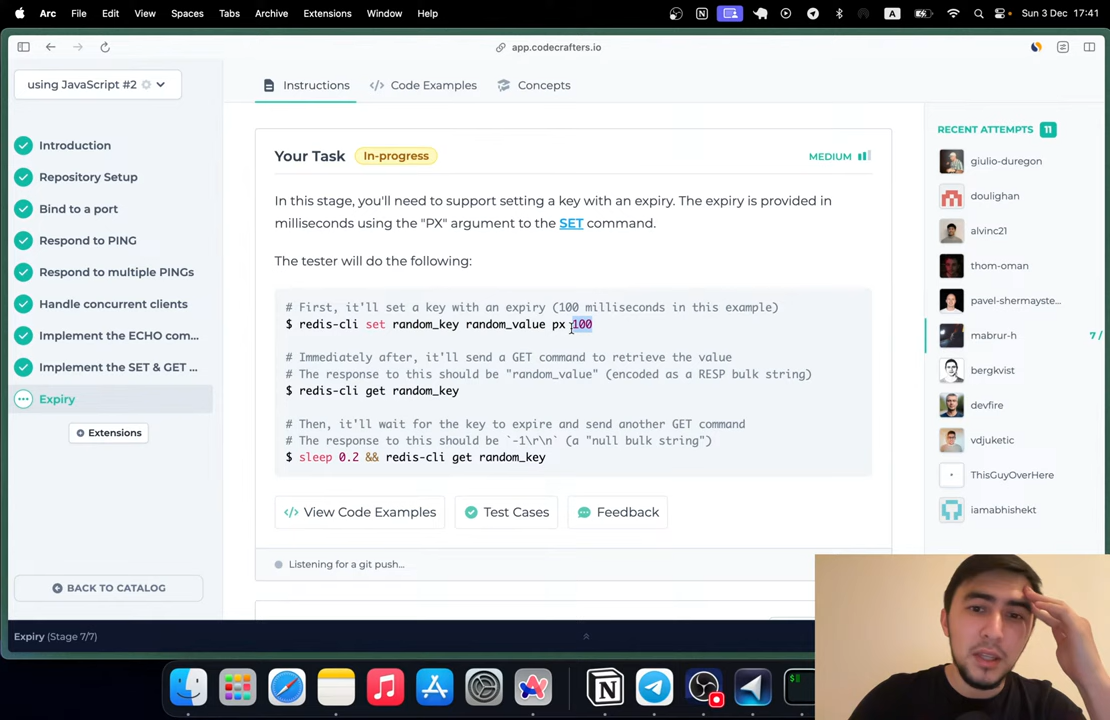 Arc File Edit View Spaces Tabs Archive Extensions Window Help
A
Sun 3 Dec 17:41
app.codecrafters.io
using JavaScript #2
Instructions
</> Code Examples
Concepts
Introduction
Repository Setup
Bind to a port
Respond to PING
Respond to multiple PINGs
Handle concurrent clients
Implement the ECHO com...
Implement the SET & GET ...
Expiry
Extensions
BACK TO CATALOG
Your Task
In-progress
MEDIUM
In this stage, you'll need to support setting a key with an expiry. The expiry is provided in
milliseconds using the "PX" argument to the SET command.
The tester will do the following:
# First, it'll set a key with an expiry (100 milliseconds in this example)
$ redis-cli set random_key random_value px 100
# Immediately after, it'll send a GET command to retrieve the value
# The response to this should be "random_value" (encoded as a RESP bulk string)
$ redis-cli get random_key
# Then, it'll wait for the key to expire and send another GET command
# The response to this should be `-1\r\n` (a "null bulk string")
$ sleep 0.2 && redis-cli get random_key
</> View Code Examples
Test Cases
Feedback
Listening for a git push...
RECENT ATTEMPTS 11
giulio-duregon
doulighan
alvinc21
thom-oman
pavel-shermayste...
mabrur-h 7 /
bergkvist
devfire
vdjuketic
ThisGuyOverHere
iamabhishekt
Expiry (Stage 7/7)